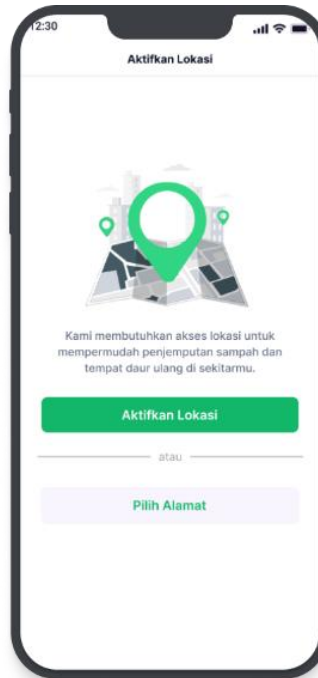 12:30
Aktifkan Lokasi
Kami membutuhkan akses lokasi untuk
mempermudah penjemputan sampah dan
tempat daur ulang di sekitarmu.
Aktifkan Lokasi
atau
Pilih Alamat